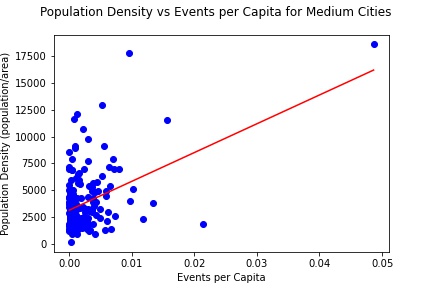 Population Density vs Events per Capita for Medium Cities
Population Density (population/area)
17500
15000
12500
10000
7500
5000
2500
0
0.00 0.01 0.02 0.03 0.04 0.05
Events per Capita